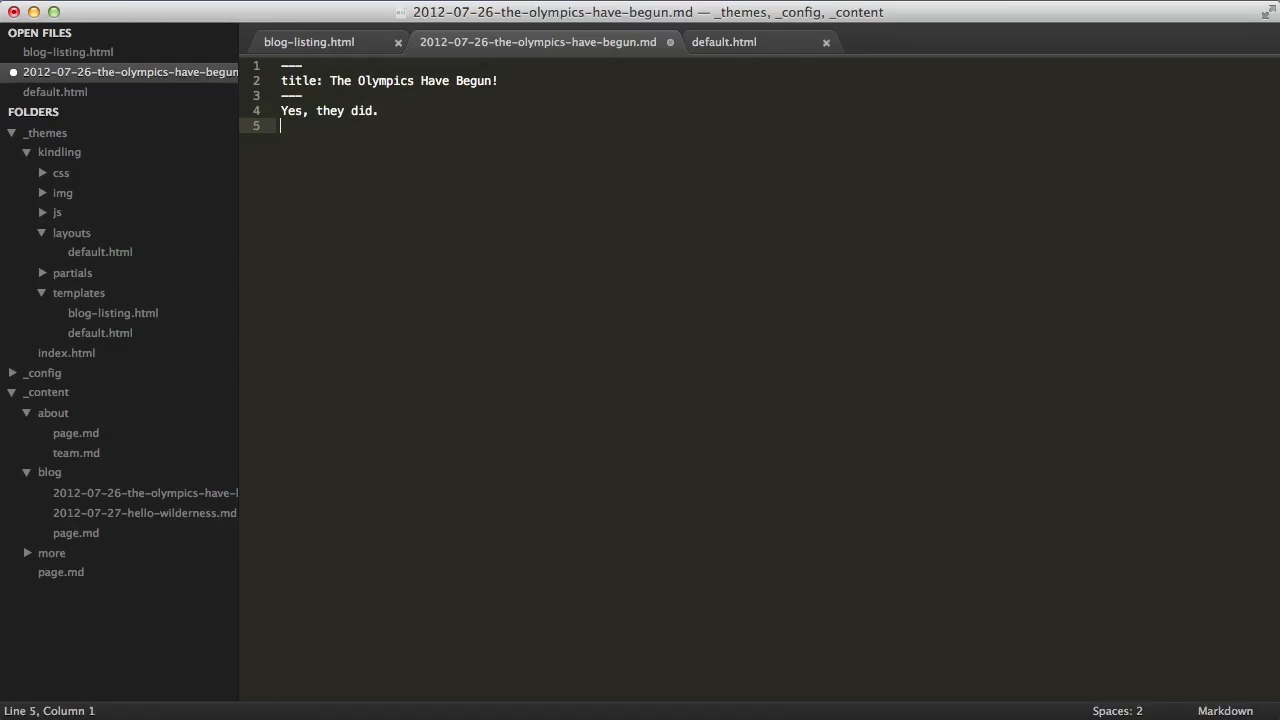 2012-07-26-the-olympics-have-begun.md — _themes, _config, _content
OPEN FILES
blog-listing.html
2012-07-26-the-olympics-have-begun
default.html
FOLDERS
_themes
kindling
css
img
js
layouts
default.html
partials
templates
blog-listing.html
default.html
index.html
_config
_content
about
page.md
team.md
blog
2012-07-26-the-olympics-have-
2012-07-27-hello-wilderness.md
page.md
more
page.md
blog-listing.html 2012-07-26-the-olympics-have-begun.md default.html
1 ---
2 title: The Olympics Have Begun!
3 ---
4 Yes, they did.
5
Line 5, Column 1 Spaces: 2 Markdown